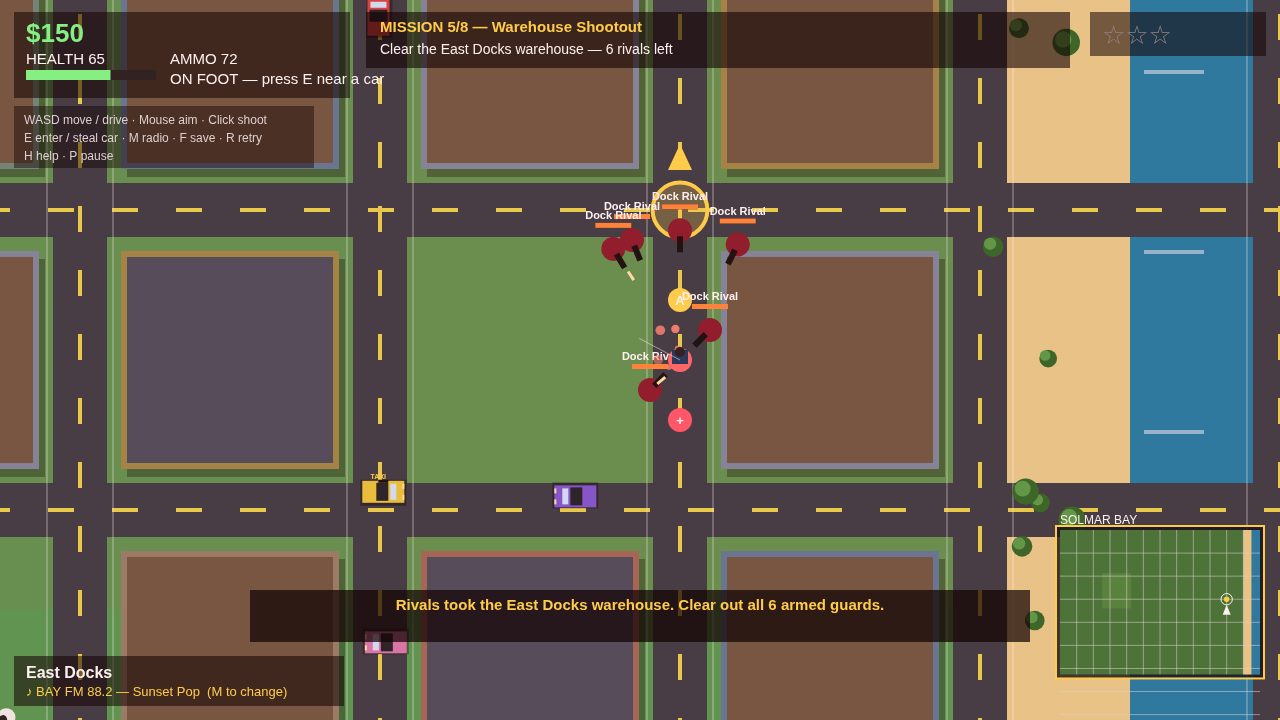 $150
HEALTH 65
AMMO 72
ON FOOT — press E near a car
MISSION 5/8 — Warehouse Shootout
Clear the East Docks warehouse — 6 rivals left
☆☆☆
WASD move / drive · Mouse aim · Click shoot
E enter / steal car · M radio · F save · R retry
H help · P pause
Dock Rival
Dock Rival
Dock Rival
Dock Rival
A
Dock Rival
Dock Riv
+
TAXI
SOLMAR BAY
Rivals took the East Docks warehouse. Clear out all 6 armed guards.
East Docks
♪ BAY FM 88.2 — Sunset Pop (M to change)